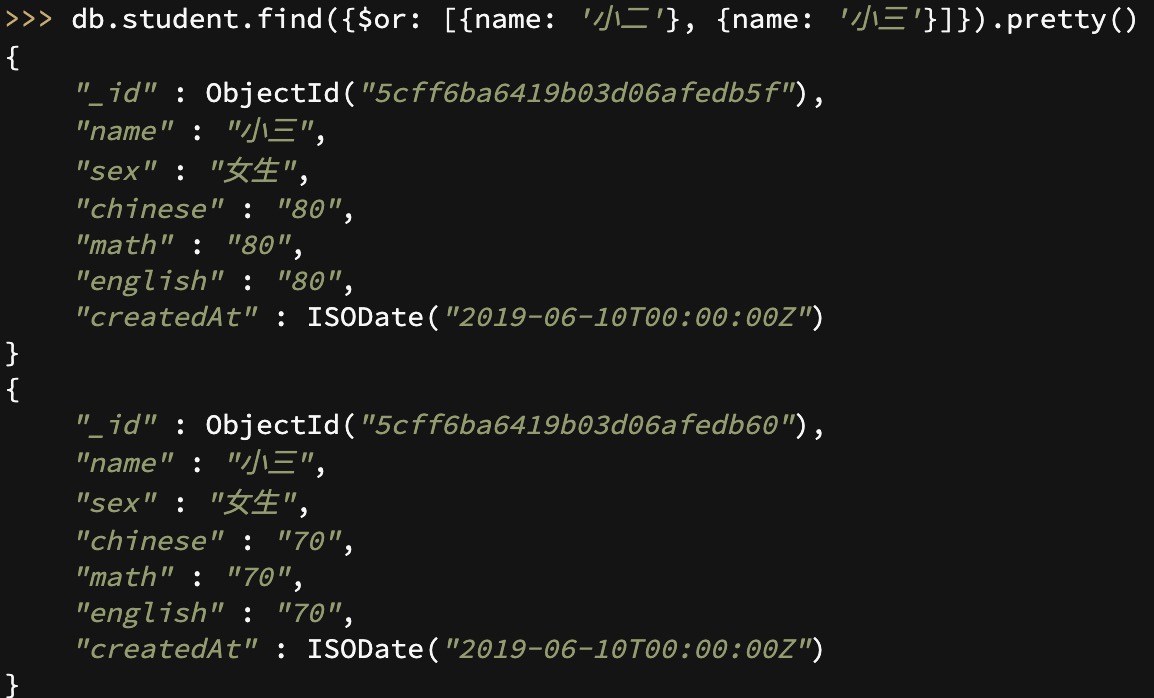 >>> db.student.find({$or: [{name: '小二'}, {name: '小三'}]}).pretty()
{
    "_id" : ObjectId("5cff6ba6419b03d06afedb5f"),
    "name" : "小三",
    "sex" : "女生",
    "chinese" : "80",
    "math" : "80",
    "english" : "80",
    "createdAt" : ISODate("2019-06-10T00:00:00Z")
}
{
    "_id" : ObjectId("5cff6ba6419b03d06afedb60"),
    "name" : "小三",
    "sex" : "女生",
    "chinese" : "70",
    "math" : "70",
    "english" : "70",
    "createdAt" : ISODate("2019-06-10T00:00:00Z")
}